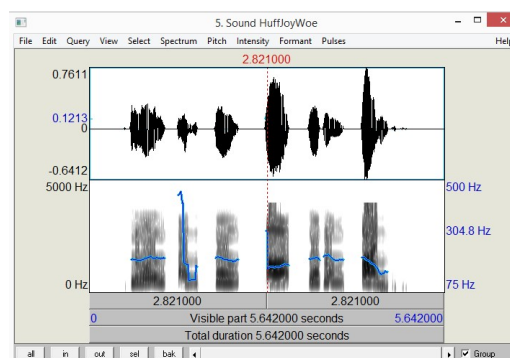 5. Sound HuffJoyWoe
File Edit Query View Select Spectrum Pitch Intensity Formant Pulses Help
2.821000
0.7611
0.1213
0
-0.6412
5000 Hz
500 Hz
304.8 Hz
0 Hz
75 Hz
2.821000 2.821000
0 Visible part 5.642000 seconds 5.642000
Total duration 5.642000 seconds
all in out sel bak Group